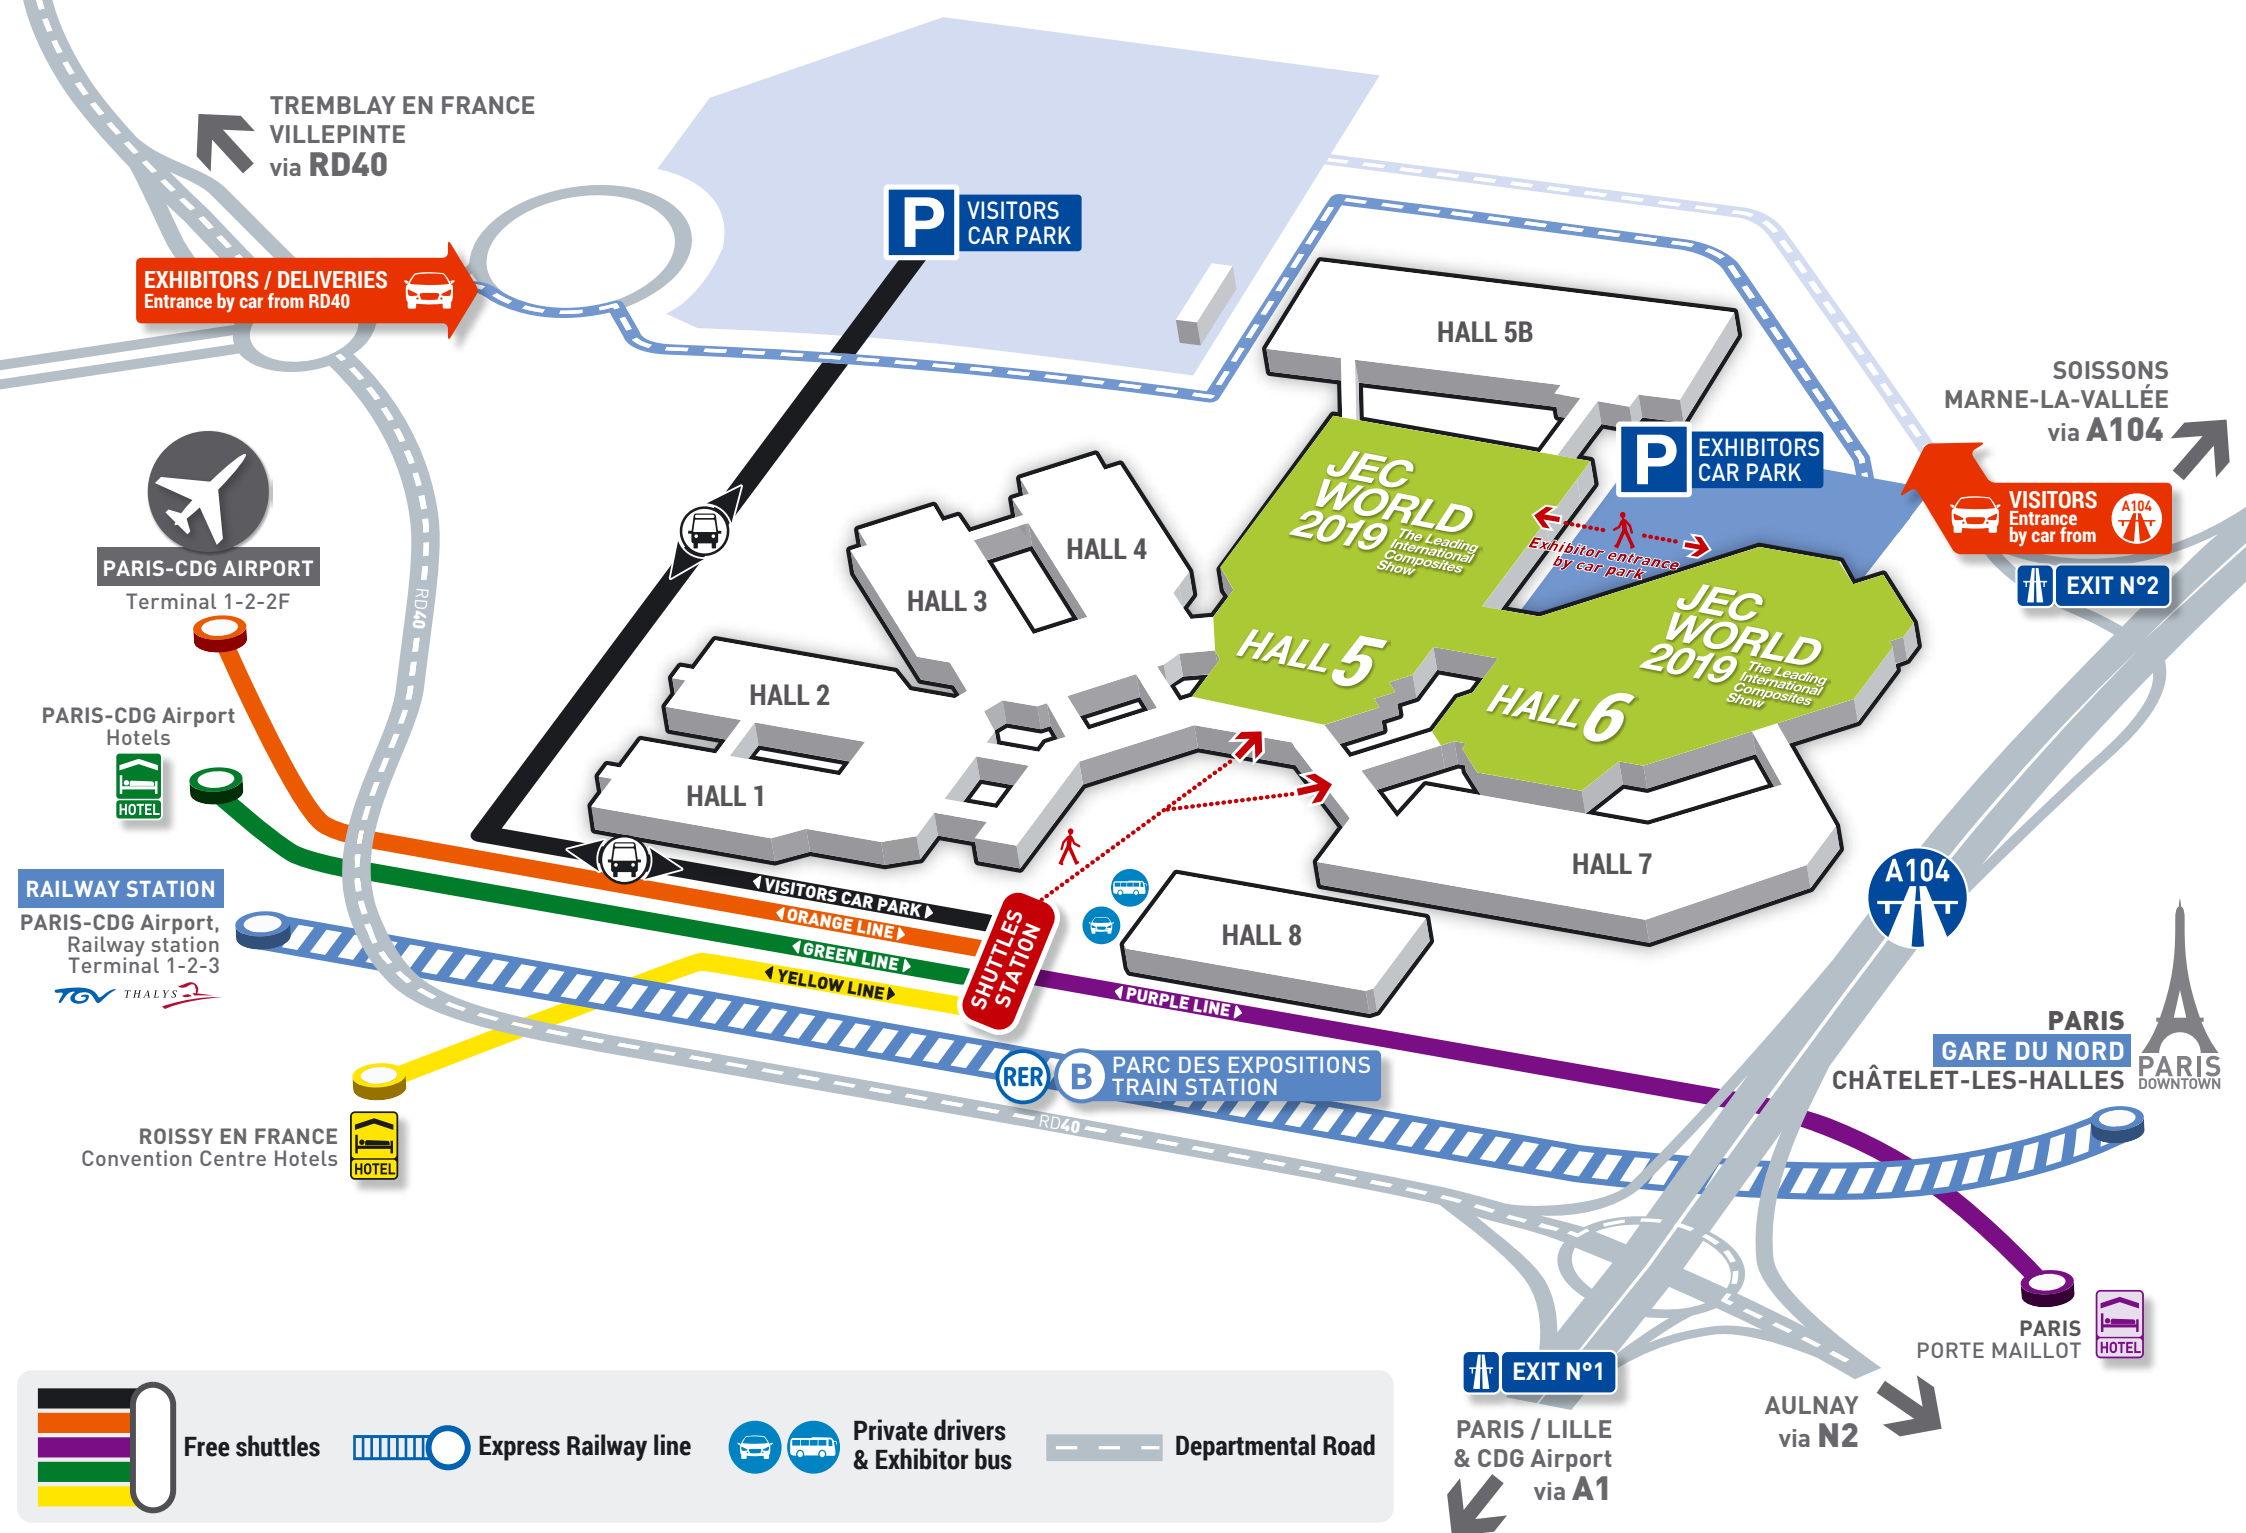 TREMBLAY EN FRANCE
VILLEPINTE
via RD40
P
VISITORS
CAR PARK
EXHIBITORS / DELIVERIES
Entrance by car from RD40
HALL 5B
SOISSONS
MARNE-LA-VALLÉE
via A104
P
EXHIBITORS
CAR PARK
VISITORS
Entrance
by car from
A104
EXIT N°2
JEC
WORLD
2019
The Leading
International
Composites
Show
Exhibitor entrance
by car park
HALL 4
HALL 3
PARIS-CDG AIRPORT
Terminal 1-2-2F
RD40
HALL 5
JEC
WORLD
2019
The Leading
International
Composites
Show
HALL 6
HALL 2
HALL 1
PARIS-CDG Airport
Hotels
HOTEL
HALL 7
A104
RAILWAY STATION
PARIS-CDG Airport,
Railway station
Terminal 1-2-3
TGV
THALYS
VISITORS CAR PARK
ORANGE LINE
GREEN LINE
YELLOW LINE
SHUTTLES
STATION
PURPLE LINE
HALL 8
RER
B
PARC DES EXPOSITIONS
TRAIN STATION
RD40
PARIS
GARE DU NORD
CHÂTELET-LES-HALLES
PARIS
DOWNTOWN
ROISSY EN FRANCE
Convention Centre Hotels
HOTEL
PARIS
PORTE MAILLOT
HOTEL
EXIT N°1
PARIS / LILLE
& CDG Airport
via A1
AULNAY
via N2
Free shuttles
Express Railway line
Private drivers
& Exhibitor bus
Departmental Road